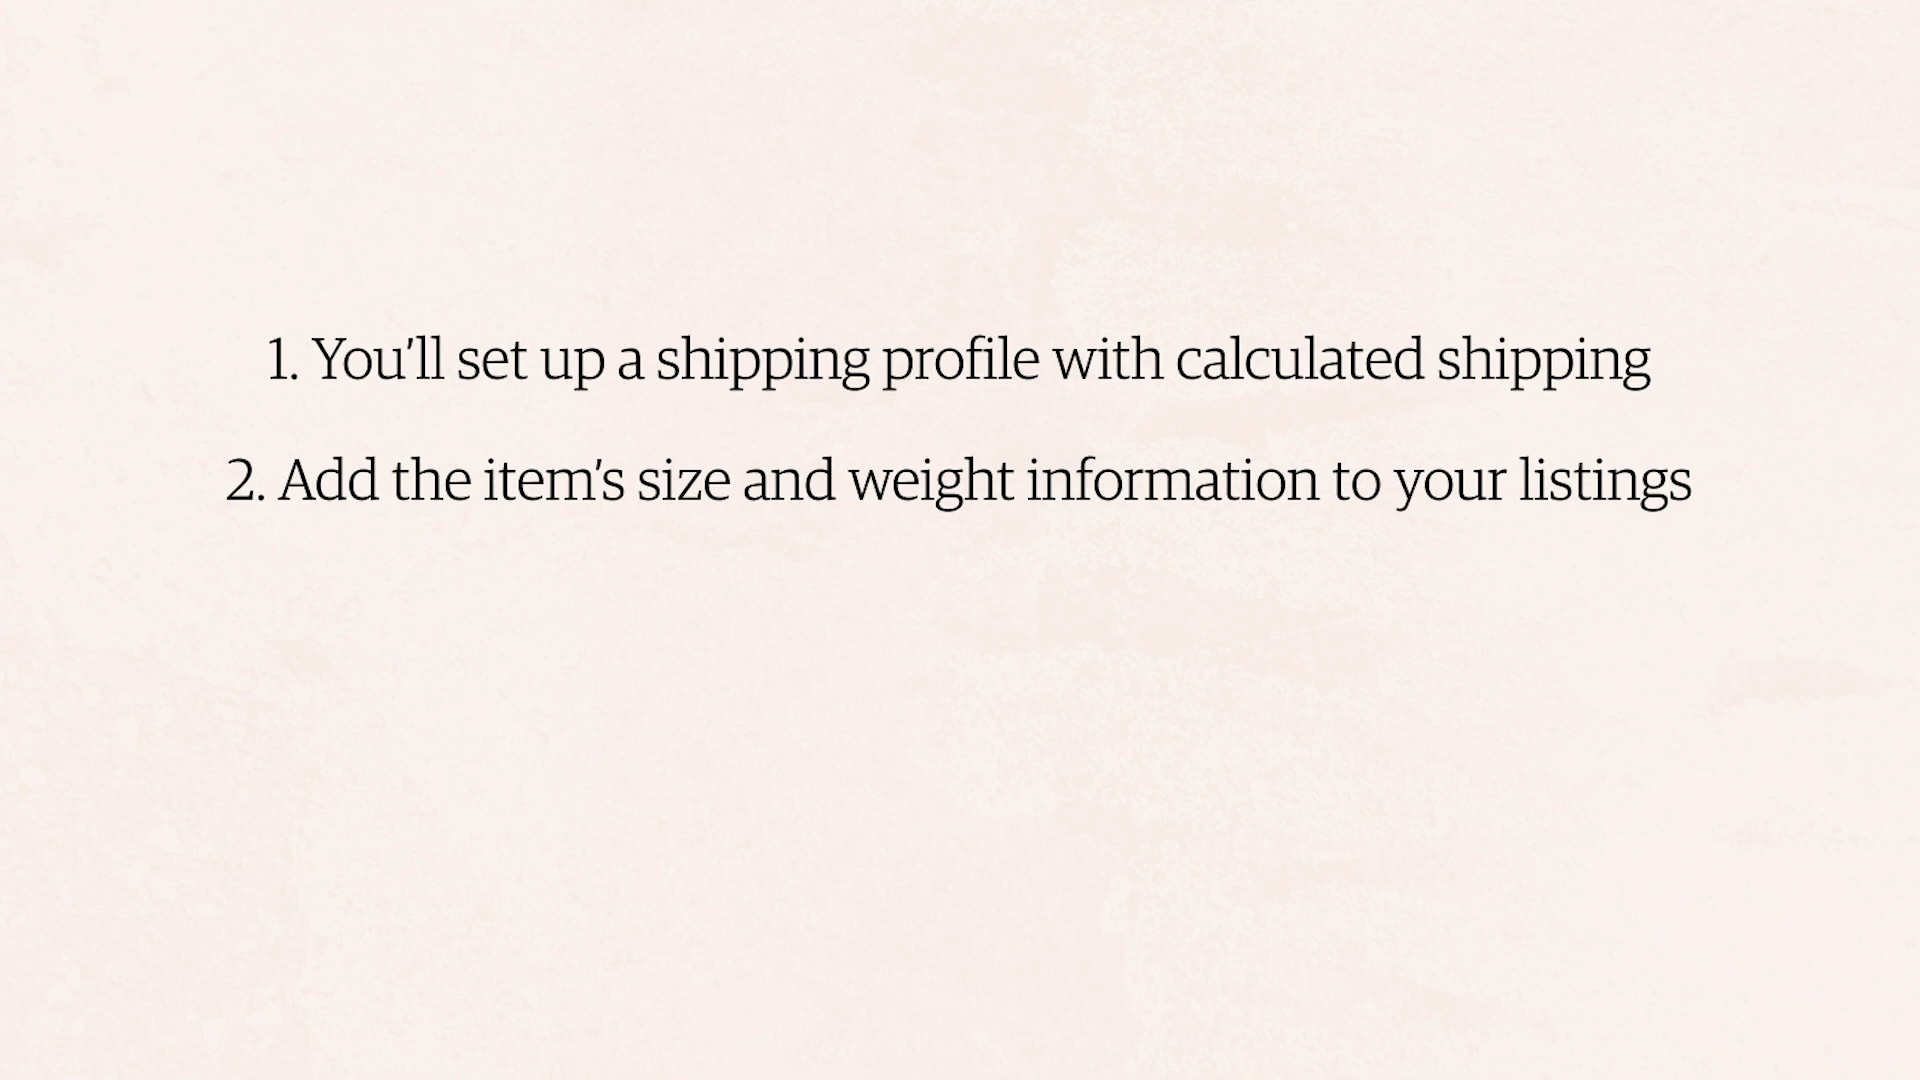 1. You’ll set up a shipping profile with calculated shipping
2. Add the item’s size and weight information to your listings